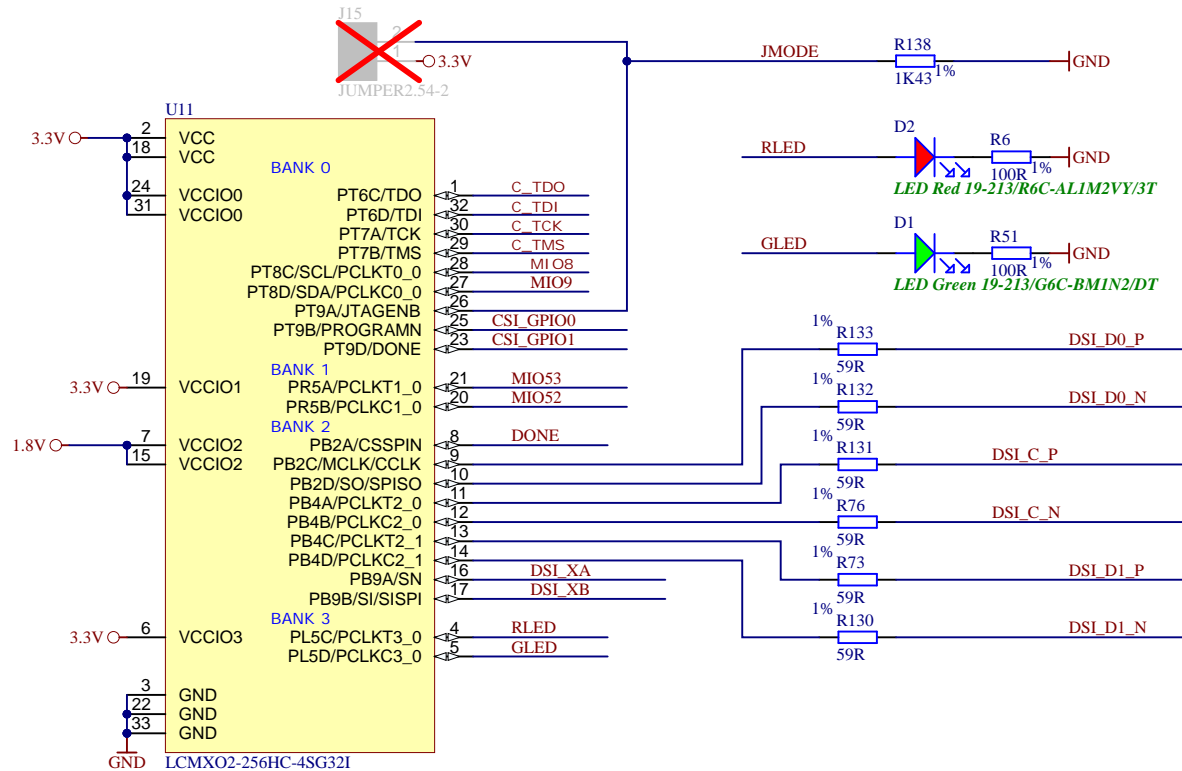 J15
2
1
3.3V
JUMPER2.54-2
JMODE
R138
1K43
1%
GND
U11
3.3V
2
VCC
18
VCC
24
VCCIO0
31
VCCIO0
BANK 0
PT6C/TDO
1
C_TDO
PT6D/TDI
32
C_TDI
PT7A/TCK
30
C_TCK
PT7B/TMS
29
C_TMS
PT8C/SCL/PCLKT0_0
28
MIO8
PT8D/SDA/PCLKC0_0
27
MIO9
PT9A/JTAGENB
26
PT9B/PROGRAMN
25
CSI_GPIO0
PT9D/DONE
23
CSI_GPIO1
RLED
D2
R6
100R
1%
GND
LED Red 19-213/R6C-AL1M2VY/3T
GLED
D1
R51
100R
1%
GND
LED Green 19-213/G6C-BM1N2/DT
BANK 1
3.3V
19
VCCIO1
PR5A/PCLKT1_0
21
MIO53
PR5B/PCLKC1_0
20
MIO52
BANK 2
1.8V
7
VCCIO2
15
VCCIO2
PB2A/CSSPIN
8
DONE
PB2C/MCLK/CCLK
9
PB2D/SO/SPISO
10
PB4A/PCLKT2_0
11
PB4B/PCLKC2_0
12
PB4C/PCLKT2_1
13
PB4D/PCLKC2_1
14
PB9A/SN
16
DSI_XA
PB9B/SI/SISPI
17
DSI_XB
1%
R133
59R
DSI_D0_P
1%
R132
59R
DSI_D0_N
1%
R131
59R
DSI_C_P
1%
R76
59R
DSI_C_N
1%
R73
59R
DSI_D1_P
1%
R130
59R
DSI_D1_N
BANK 3
3.3V
6
VCCIO3
PL5C/PCLKT3_0
4
RLED
PL5D/PCLKC3_0
5
GLED
3
GND
22
GND
33
GND
GND
LCMXO2-256HC-4SG32I